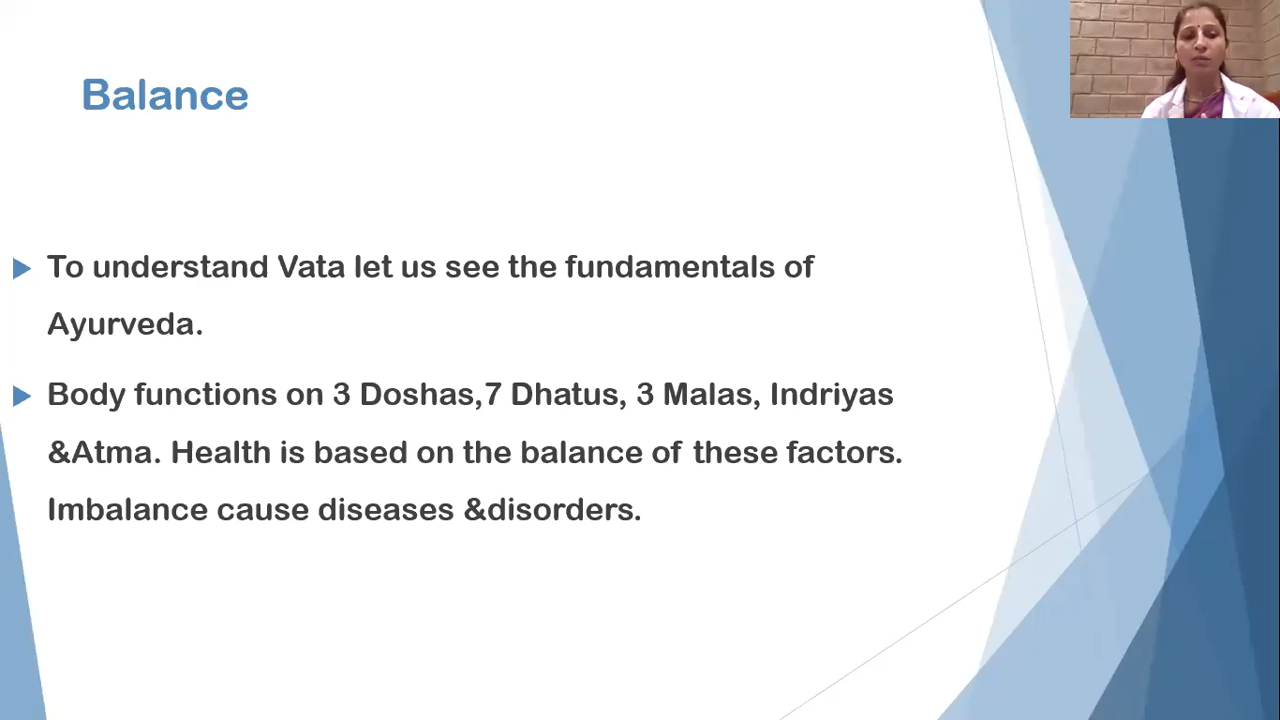 Balance
To understand Vata let us see the fundamentals of
Ayurveda.
Body functions on 3 Doshas,7 Dhatus, 3 Malas, Indriyas
&Atma. Health is based on the balance of these factors.
Imbalance cause diseases &disorders.